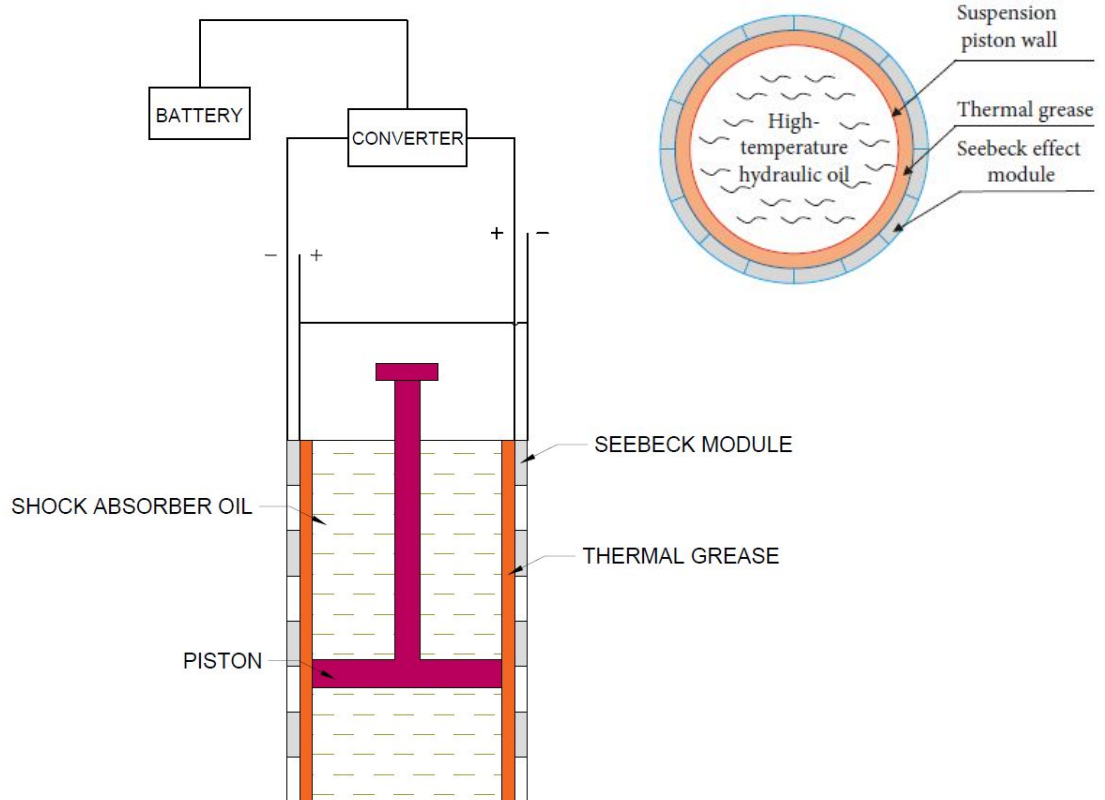 BATTERY
CONVERTER
− +
+ −
SEEBECK MODULE
SHOCK ABSORBER OIL
THERMAL GREASE
PISTON
Suspension
piston wall
High-
temperature
hydraulic oil
Thermal grease
Seebeck effect
module